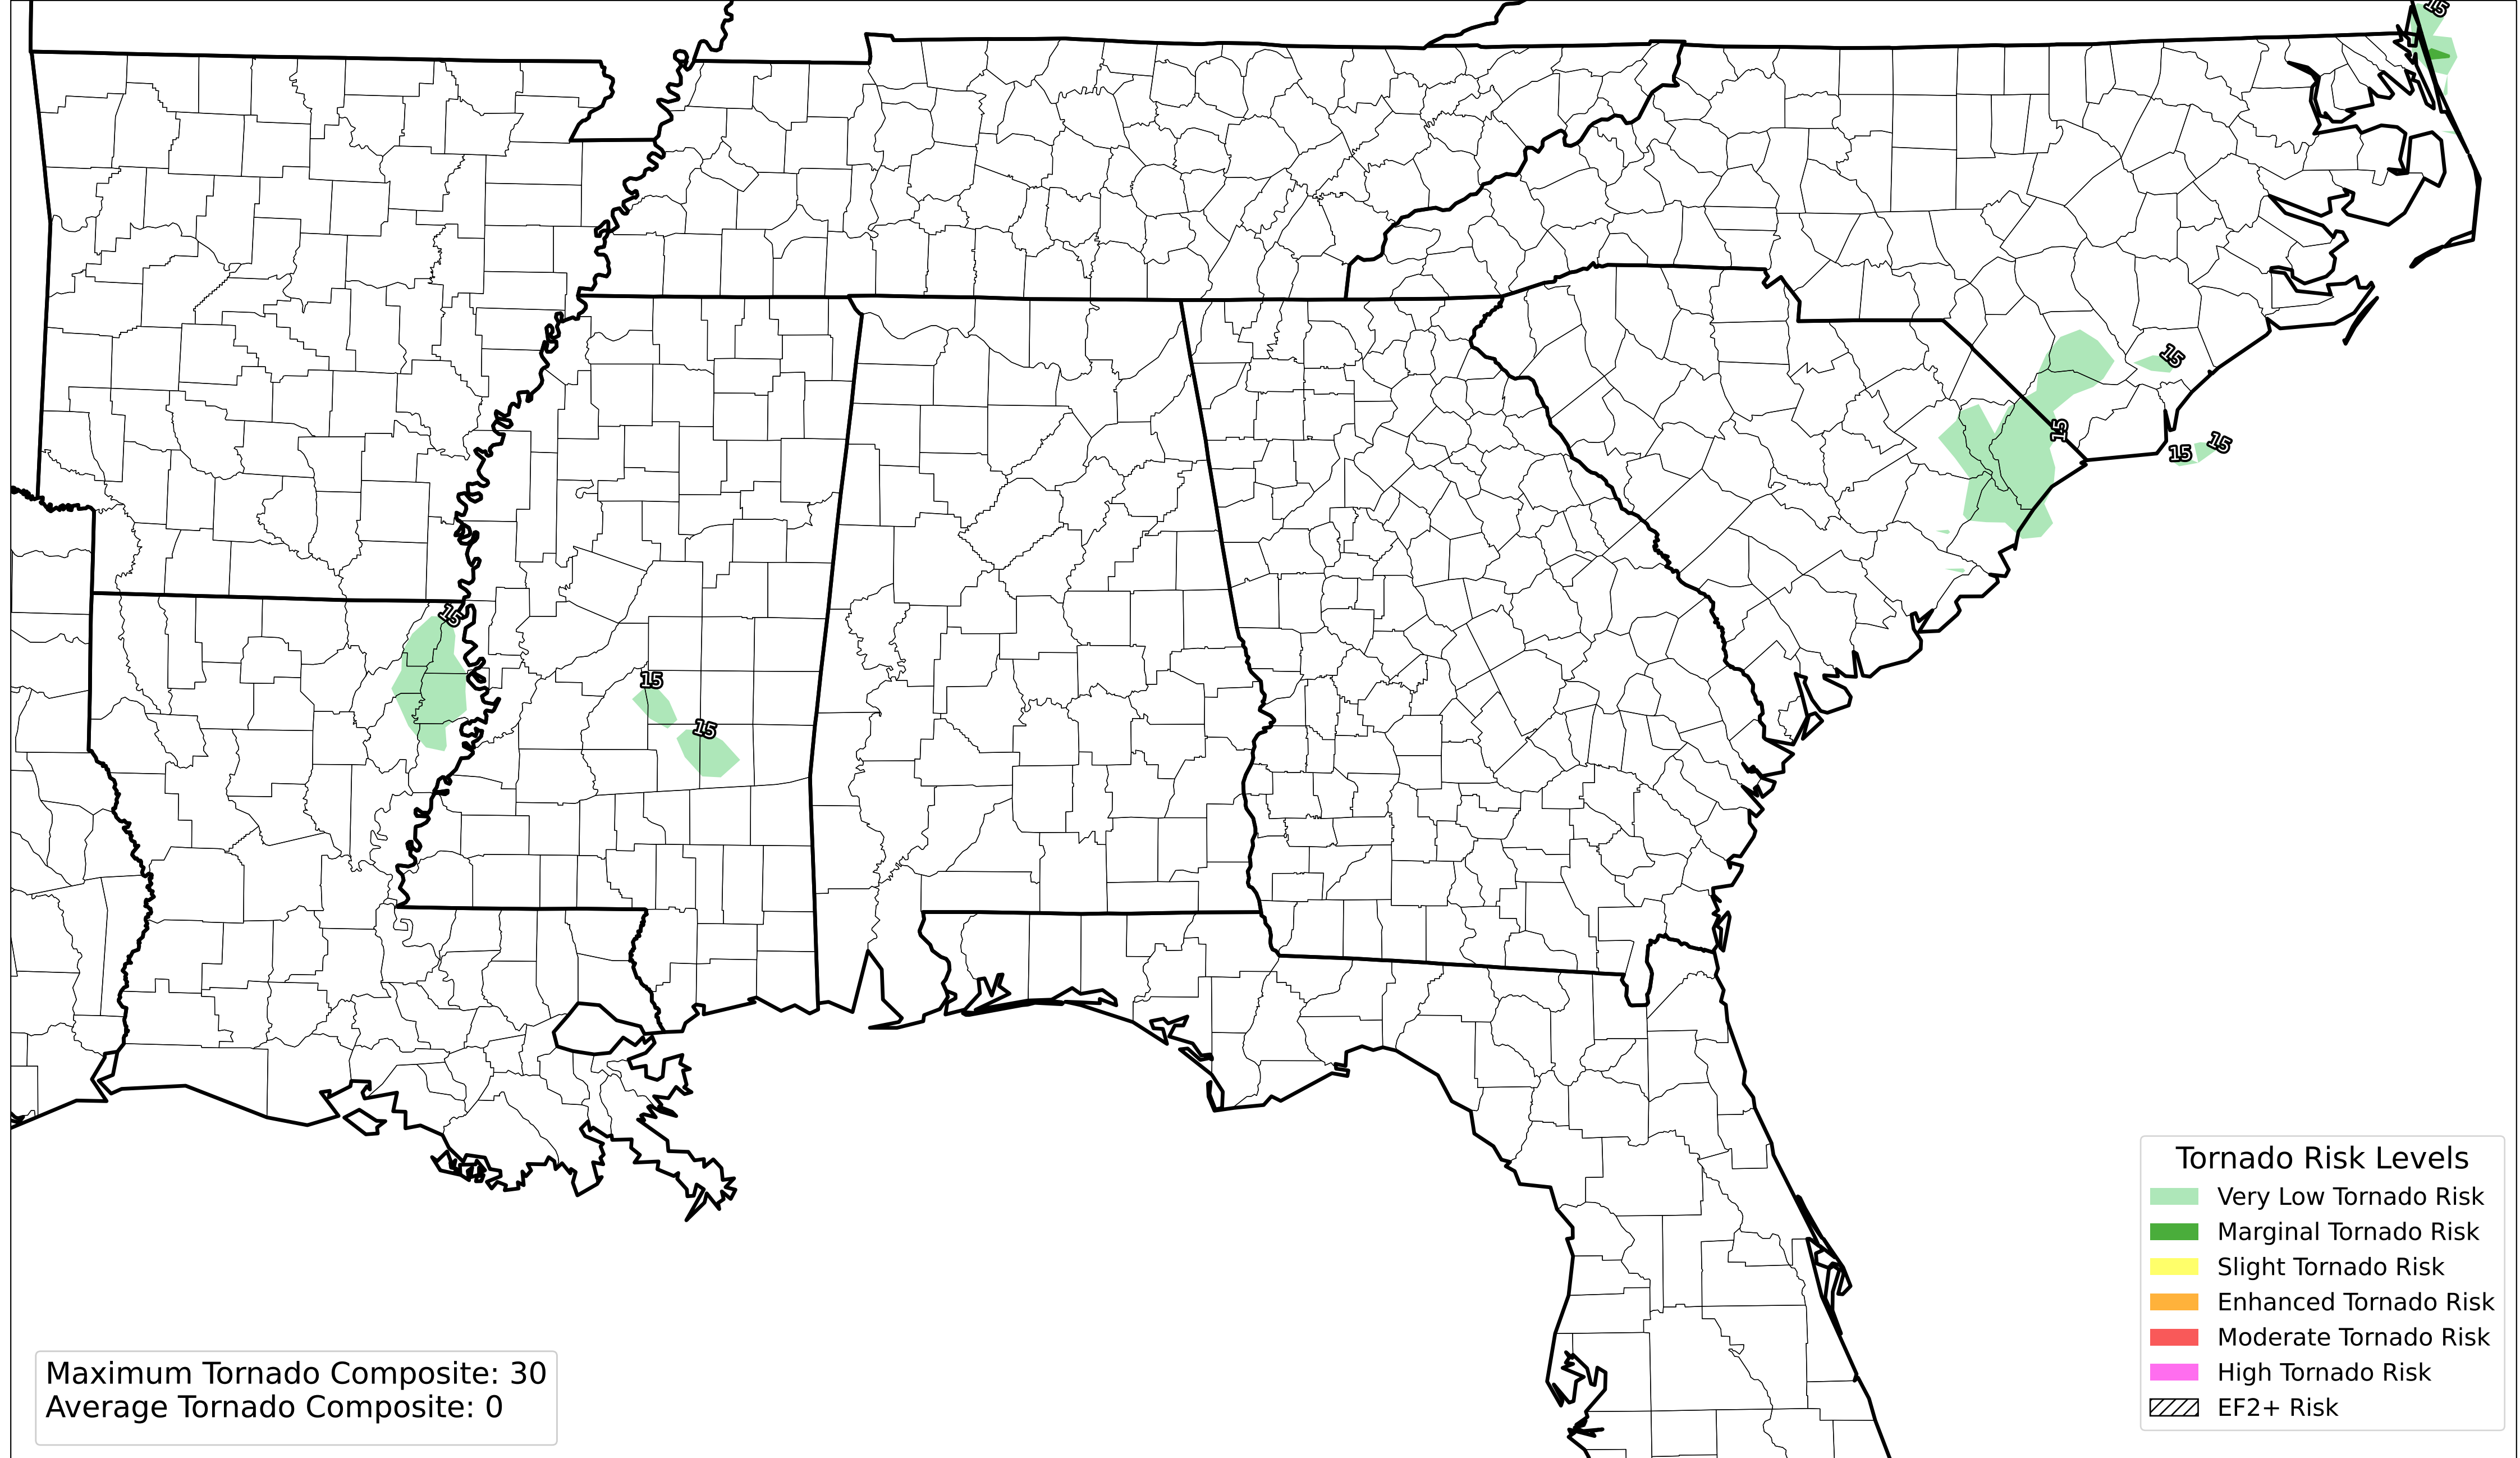 15
15
15
15
15
15
15
15
Tornado Risk Levels
Very Low Tornado Risk
Marginal Tornado Risk
Slight Tornado Risk
Enhanced Tornado Risk
Moderate Tornado Risk
High Tornado Risk
EF2+ Risk
Maximum Tornado Composite: 30
Average Tornado Composite: 0